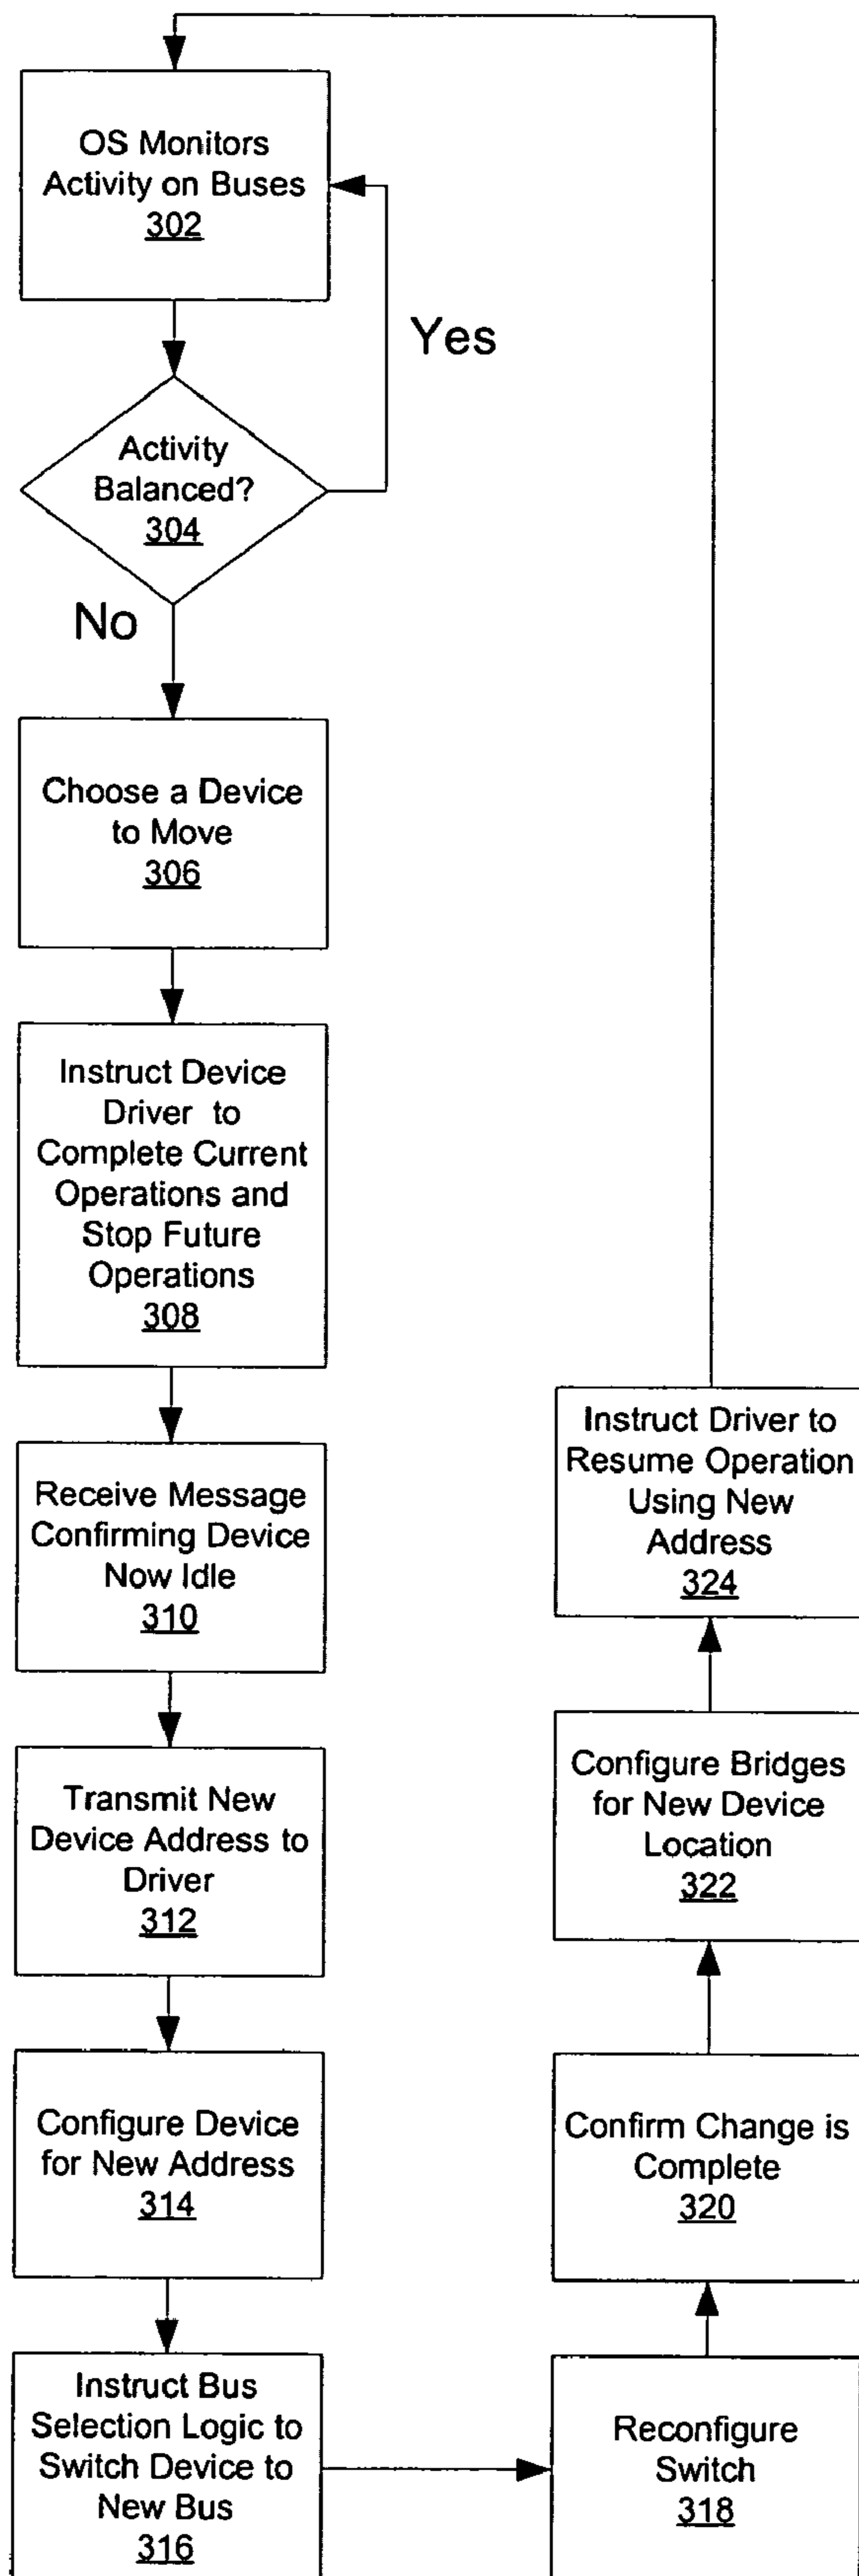 OS Monitors
Activity on Buses
302
Yes
Activity
Balanced?
304
No
Choose a Device
to Move
306
Instruct Device
Driver to
Complete Current
Operations and
Stop Future
Operations
308
Receive Message
Confirming Device
Now Idle
310
Transmit New
Device Address to
Driver
312
Configure Device
for New Address
314
Instruct Bus
Selection Logic to
Switch Device to
New Bus
316
Reconfigure
Switch
318
Confirm Change is
Complete
320
Configure Bridges
for New Device
Location
322
Instruct Driver to
Resume Operation
Using New
Address
324